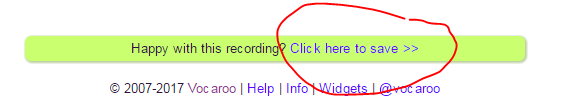 Happy with this recording? Click here to save >>
© 2007-2017 Vocaroo | Help | Info | Widgets | @vocaroo